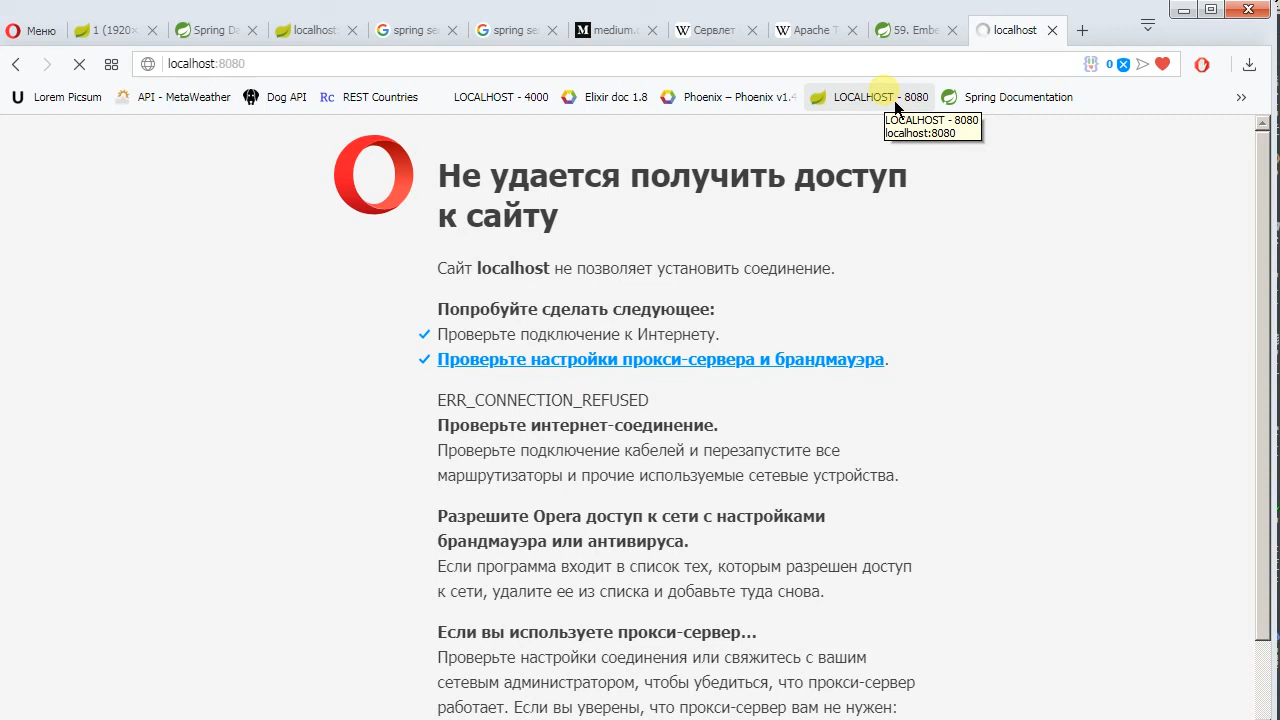 Меню 1 (1920× Spring Da localhost spring se spring se medium.c Сервлет Apache T 59. Embe localhost
localhost:8080 0
Lorem Picsum API - MetaWeather Dog API Rc REST Countries LOCALHOST - 4000 Elixir doc 1.8 Phoenix – Phoenix v1.4 LOCALHOST - 8080 Spring Documentation »
LOCALHOST - 8080
localhost:8080
Не удается получить доступ
к сайту
Сайт localhost не позволяет установить соединение.
Попробуйте сделать следующее:
Проверьте подключение к Интернету.
Проверьте настройки прокси-сервера и брандмауэра.
ERR_CONNECTION_REFUSED
Проверьте интернет-соединение.
Проверьте подключение кабелей и перезапустите все
маршрутизаторы и прочие используемые сетевые устройства.
Разрешите Opera доступ к сети с настройками
брандмауэра или антивируса.
Если программа входит в список тех, которым разрешен доступ
к сети, удалите ее из списка и добавьте туда снова.
Если вы используете прокси-сервер…
Проверьте настройки соединения или свяжитесь с вашим
сетевым администратором, чтобы убедиться, что прокси-сервер
работает. Если вы уверены, что прокси-сервер вам не нужен: